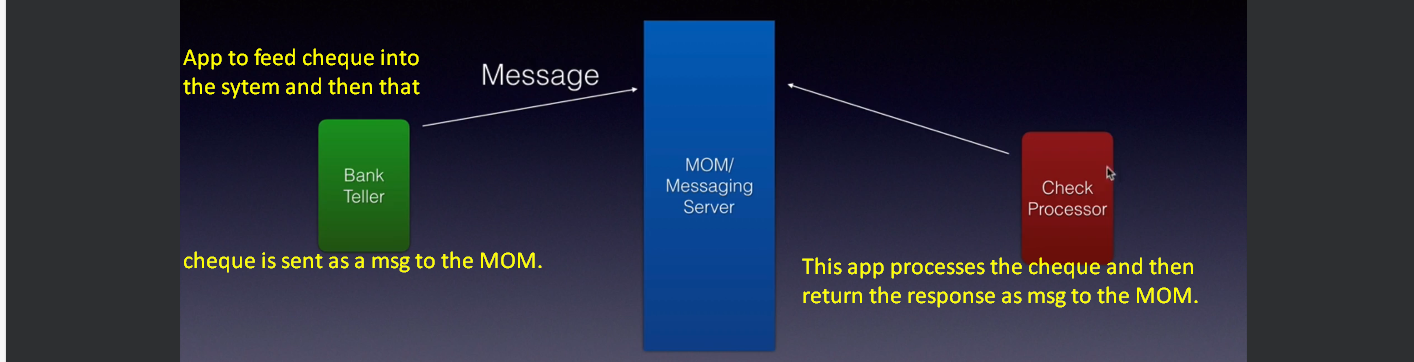 App to feed cheque into
the sytem and then that
Message
Bank
Teller
cheque is sent as a msg to the MOM.
MOM/
Messaging
Server
Check
Processor
This app processes the cheque and then
return the response as msg to the MOM.